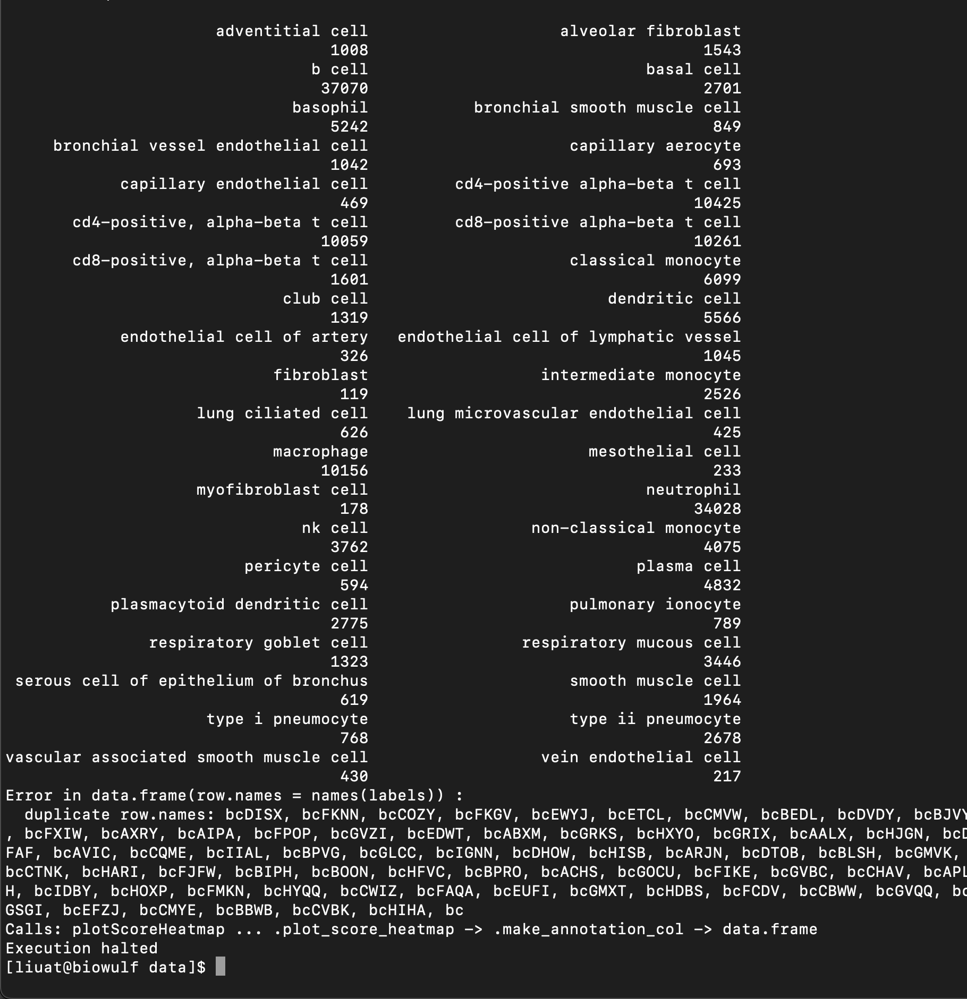 adventitial cell alveolar fibroblast
1008 1543
b cell basal cell
37070 2701
basophil bronchial smooth muscle cell
5242 849
bronchial vessel endothelial cell capillary aerocyte
1042 693
capillary endothelial cell cd4-positive alpha-beta t cell
469 10425
cd4-positive, alpha-beta t cell cd8-positive alpha-beta t cell
10059 10261
cd8-positive, alpha-beta t cell classical monocyte
1601 6099
club cell dendritic cell
1319 5566
endothelial cell of artery endothelial cell of lymphatic vessel
326 1045
fibroblast intermediate monocyte
119 2526
lung ciliated cell lung microvascular endothelial cell
626 425
macrophage mesothelial cell
10156 233
myofibroblast cell neutrophil
178 34028
nk cell non-classical monocyte
3762 4075
pericyte cell plasma cell
594 4832
plasmacytoid dendritic cell pulmonary ionocyte
2775 789
respiratory goblet cell respiratory mucous cell
1323 3446
serous cell of epithelium of bronchus smooth muscle cell
619 1964
type i pneumocyte type ii pneumocyte
768 2678
vascular associated smooth muscle cell vein endothelial cell
430 217
Error in data.frame(row.names = names(labels)) :
duplicate row.names: bcDISX, bcFKNN, bcCOZY, bcFKGV, bcEWYJ, bcETCL, bcCMVW, bcBEDL, bcDVDY, bcBJVY
, bcFXIW, bcAXRY, bcAIPA, bcFPOP, bcGVZI, bcEDWT, bcABXM, bcGRKS, bcHXYO, bcGRIX, bcAALX, bcHJGN, bcD
FAF, bcAVIC, bcCQME, bcIIAL, bcBPVG, bcGLCC, bcIGNN, bcDHOW, bcHISB, bcARJN, bcDTOB, bcBLSH, bcGMVK,
bcCTNK, bcHARI, bcFJFW, bcBIPH, bcBOON, bcHFVC, bcBPRO, bcACHS, bcGOCU, bcFIKE, bcGVBC, bcCHAV, bcAPL
H, bcIDBY, bcHOXP, bcFMKN, bcHYQQ, bcCWIZ, bcFAQA, bcEUFI, bcGMXT, bcHDBS, bcFCDV, bcCBWW, bcGVQQ, bc
GSGI, bcEFZJ, bcCMYE, bcBBWB, bcCVBK, bcHIHA, bc
Calls: plotScoreHeatmap ... .plot_score_heatmap -> .make_annotation_col -> data.frame
Execution halted
[liuat@biowulf data]$